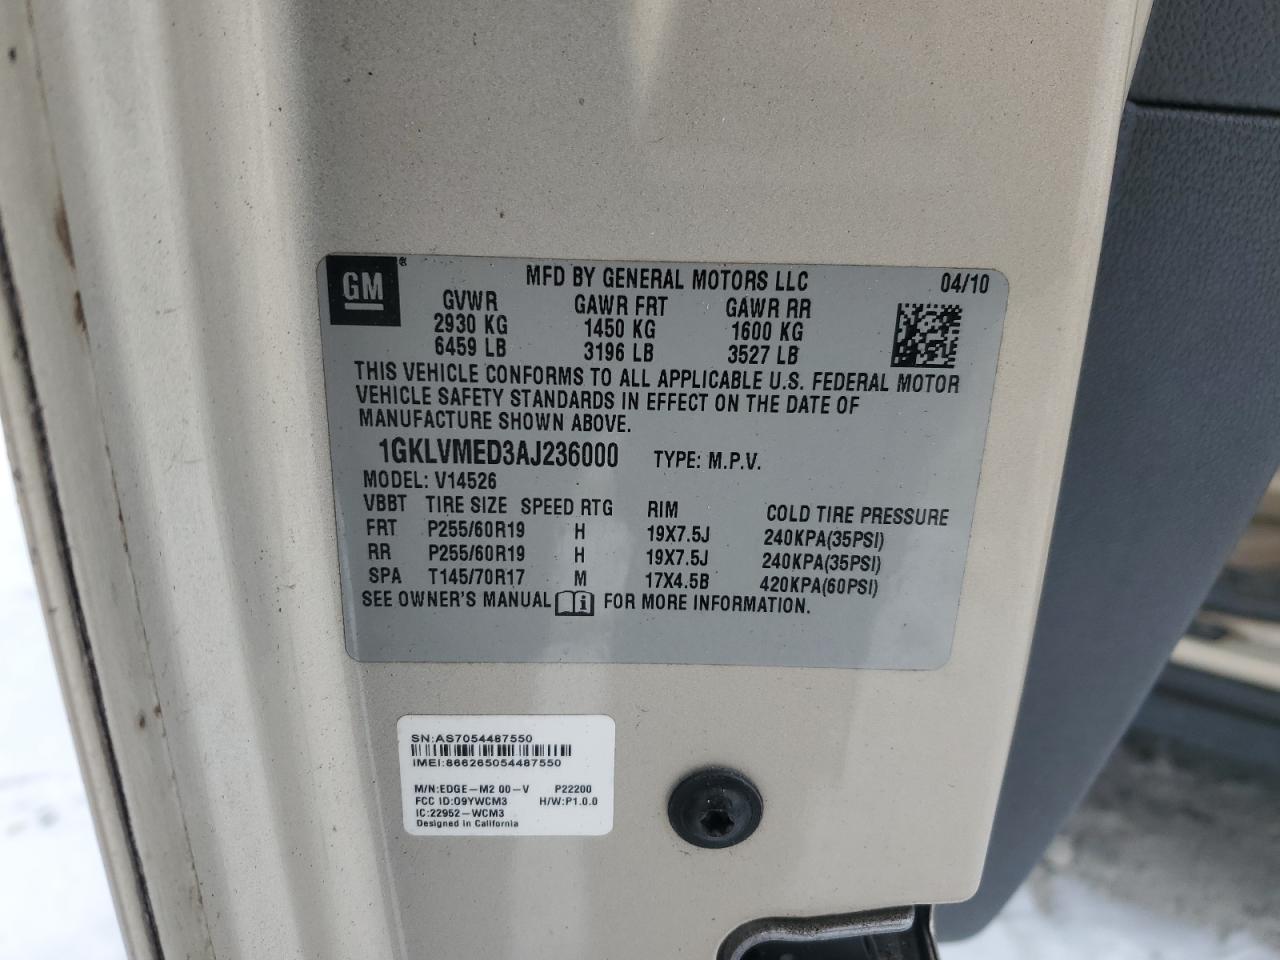 GM® MFD BY GENERAL MOTORS LLC 04/10
GVWR GAWR FRT GAWR RR
2930 KG 1450 KG 1600 KG
6459 LB 3196 LB 3527 LB
THIS VEHICLE CONFORMS TO ALL APPLICABLE U.S. FEDERAL MOTOR
VEHICLE SAFETY STANDARDS IN EFFECT ON THE DATE OF
MANUFACTURE SHOWN ABOVE.
1GKLVMED3AJ236000 TYPE: M.P.V.
MODEL: V14526
VBBT TIRE SIZE SPEED RTG RIM COLD TIRE PRESSURE
FRT P255/60R19 H 19X7.5J 240KPA(35PSI)
RR P255/60R19 H 19X7.5J 240KPA(35PSI)
SPA T145/70R17 M 17X4.5B 420KPA(60PSI)
SEE OWNER'S MANUAL i FOR MORE INFORMATION.
SN:AS7054487550
IMEI:866265054487550
M/N:EDGE-M2 00-V P22200
FCC ID:O9YWCM3 H/W:P1.0.0
IC:22952-WCM3
Designed in California